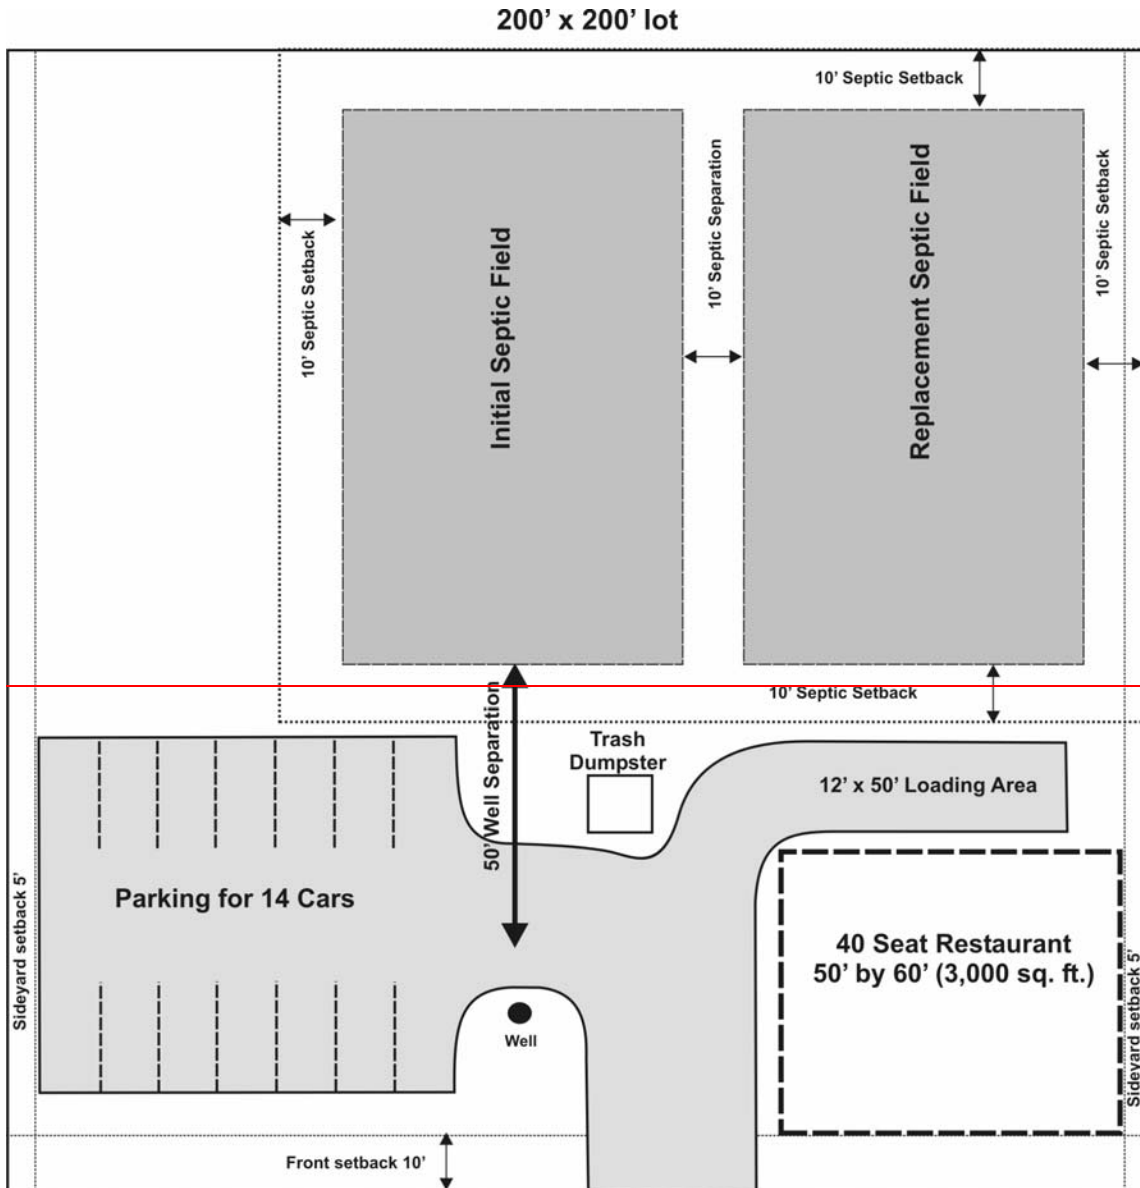 200’ x 200’ lot
10’ Septic Setback
10’ Septic Setback
Initial Septic Field
10’ Septic Separation
Replacement Septic Field
10’ Septic Setback
10’ Septic Setback
50’ Well Separation
Trash
Dumpster
12’ x 50’ Loading Area
Parking for 14 Cars
40 Seat Restaurant
50’ by 60’ (3,000 sq. ft.)
Sideyard setback 5’
Sideyard setback 5’
Well
Front setback 10’